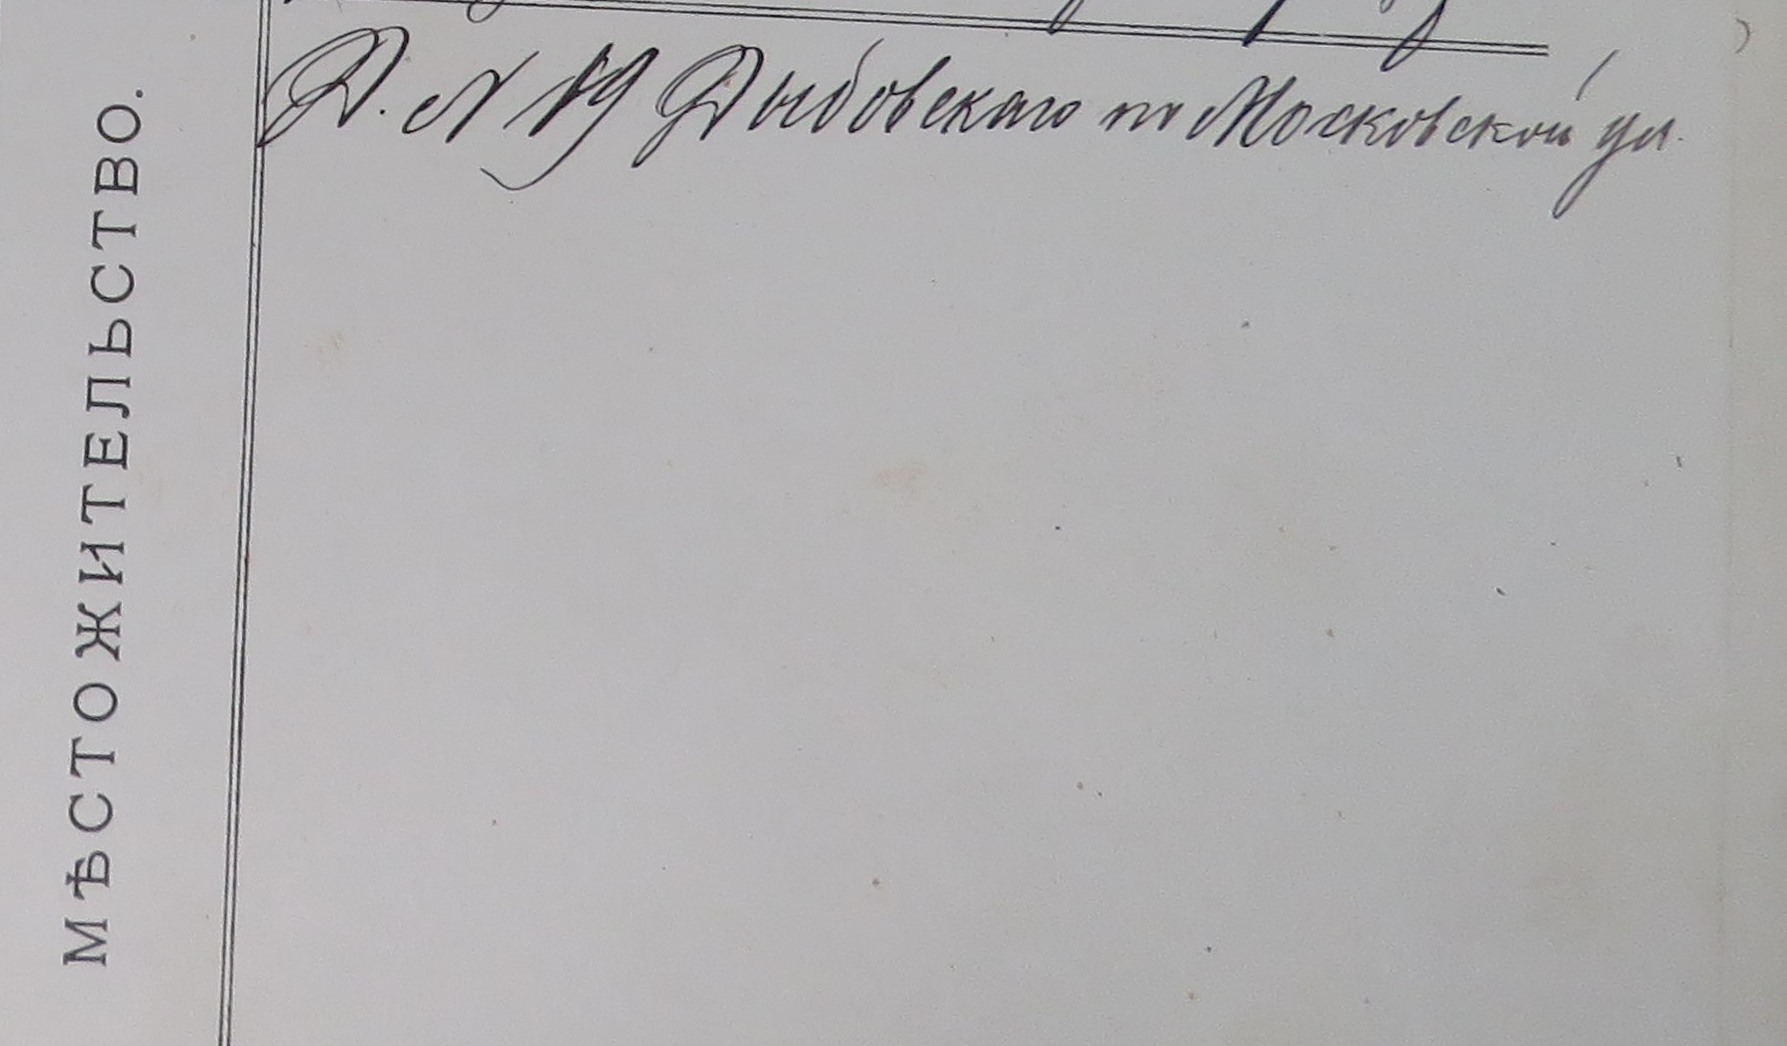 Д. № 19 Дыбовскаго по Московской ул.
МѢСТОЖИТЕЛЬСТВО.